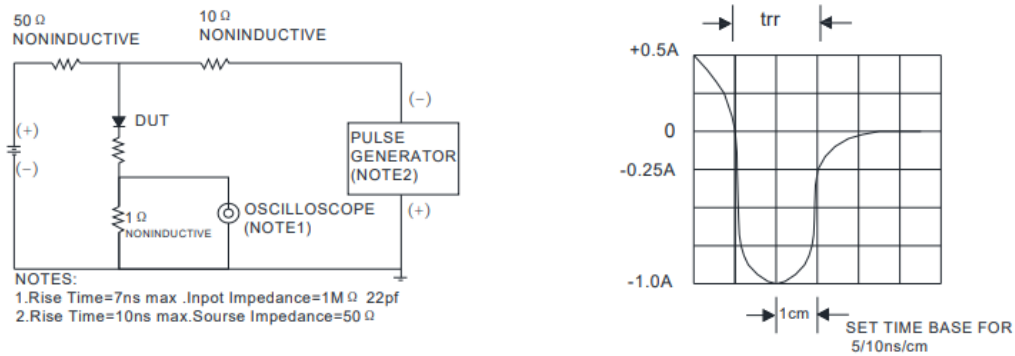 50 Ω
NONINDUCTIVE
10 Ω
NONINDUCTIVE
(+)
(−)
DUT
1 Ω
NONINDUCTIVE
OSCILLOSCOPE
(NOTE1)
(−)
PULSE
GENERATOR
(NOTE2)
(+)
NOTES:
1.Rise Time=7ns max .Inpot Impedance=1M Ω 22pf
2.Rise Time=10ns max.Sourse Impedance=50 Ω
trr
+0.5A
0
-0.25A
-1.0A
1cm
SET TIME BASE FOR
5/10ns/cm